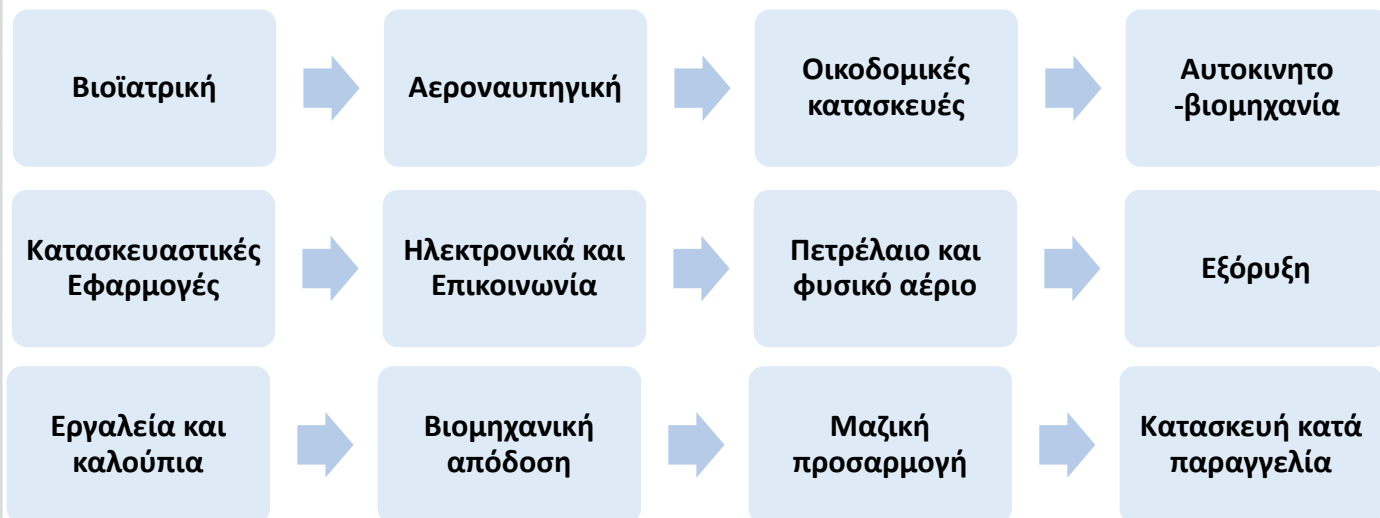 Βιοϊατρική
Αεροναυπηγική
Οικοδομικές
κατασκευές
Αυτοκινητο
-βιομηχανία
Κατασκευαστικές
Εφαρμογές
Ηλεκτρονικά και
Επικοινωνία
Πετρέλαιο και
φυσικό αέριο
Εξόρυξη
Εργαλεία και
καλούπια
Βιομηχανική
απόδοση
Μαζική
προσαρμογή
Κατασκευή κατά
παραγγελία